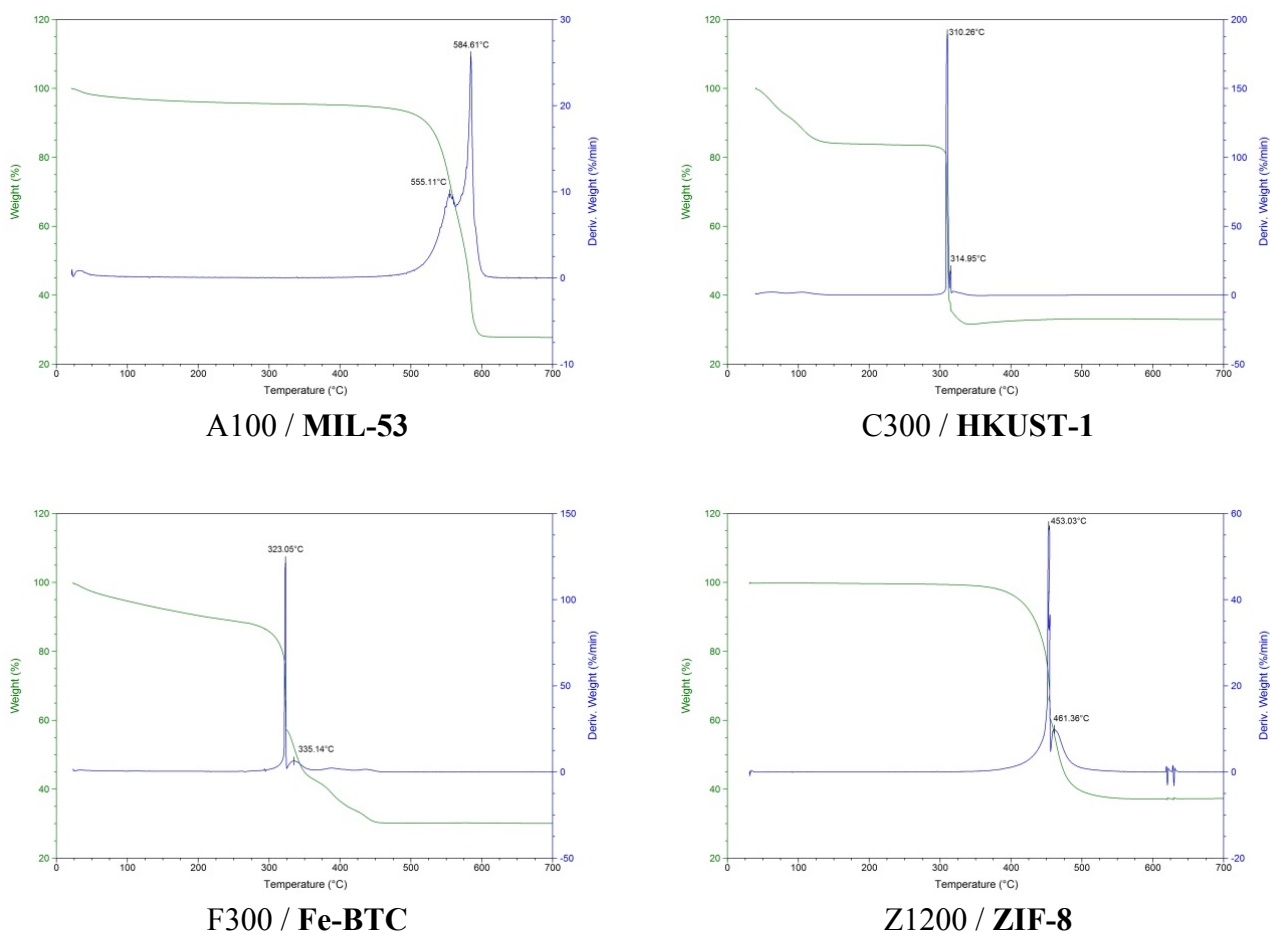 584.61°C
555.11°C
Weight (%)
120
100
80
60
40
20
Deriv. Weight (%/min)
30
20
10
0
-10
0 100 200 300 400 500 600 700
Temperature (°C)
A100 / MIL-53
310.26°C
314.95°C
Weight (%)
120
100
80
60
40
20
Deriv. Weight (%/min)
200
150
100
50
0
-50
0 100 200 300 400 500 600 700
Temperature (°C)
C300 / HKUST-1
323.05°C
335.14°C
Weight (%)
120
100
80
60
40
20
Deriv. Weight (%/min)
150
100
50
0
-50
0 100 200 300 400 500 600 700
Temperature (°C)
F300 / Fe-BTC
453.03°C
461.36°C
Weight (%)
120
100
80
60
40
20
Deriv. Weight (%/min)
60
40
20
0
-20
0 100 200 300 400 500 600 700
Temperature (°C)
Z1200 / ZIF-8